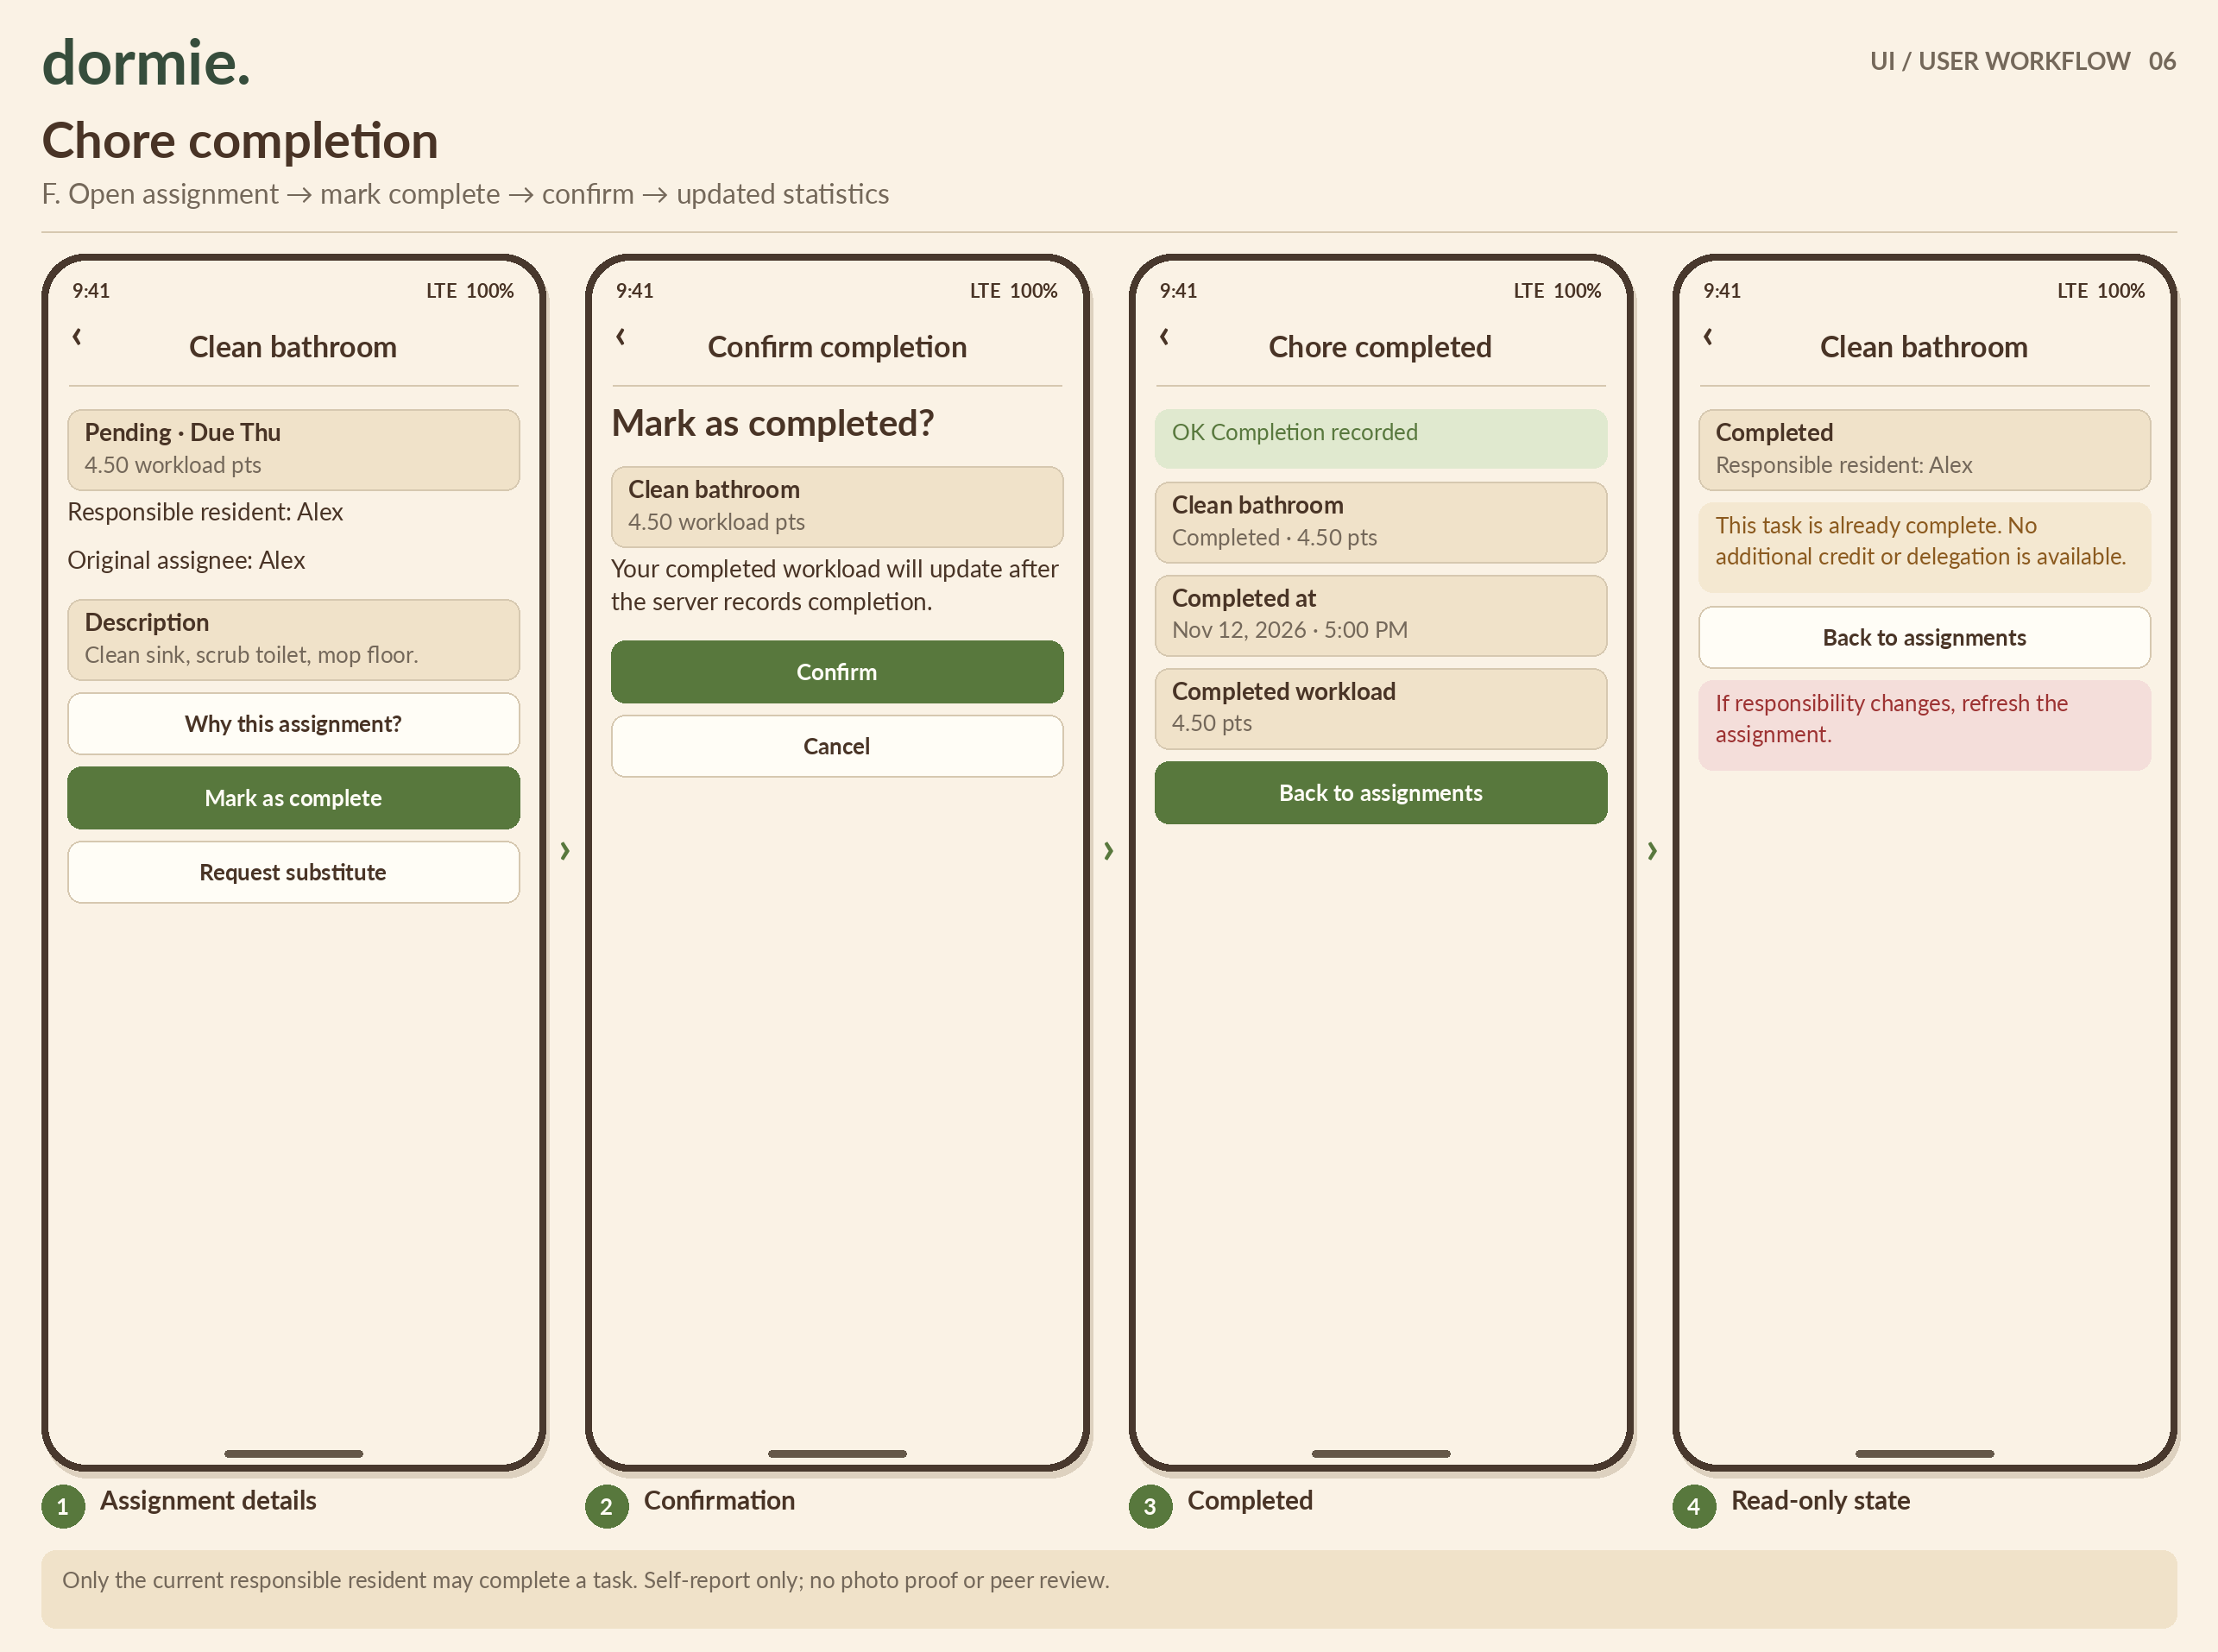 dormie.
UI / USER WORKFLOW 06
Chore completion
F. Open assignment → mark complete → confirm → updated statistics
9:41 LTE 100%
‹
Clean bathroom
Pending · Due Thu
4.50 workload pts
Responsible resident: Alex
Original assignee: Alex
Description
Clean sink, scrub toilet, mop floor.
Why this assignment?
Mark as complete
Request substitute
›
9:41 LTE 100%
‹
Confirm completion
Mark as completed?
Clean bathroom
4.50 workload pts
Your completed workload will update after
the server records completion.
Confirm
Cancel
›
9:41 LTE 100%
‹
Chore completed
OK Completion recorded
Clean bathroom
Completed · 4.50 pts
Completed at
Nov 12, 2026 · 5:00 PM
Completed workload
4.50 pts
Back to assignments
›
9:41 LTE 100%
‹
Clean bathroom
Completed
Responsible resident: Alex
This task is already complete. No
additional credit or delegation is available.
Back to assignments
If responsibility changes, refresh the
assignment.
1 Assignment details
2 Confirmation
3 Completed
4 Read-only state
Only the current responsible resident may complete a task. Self-report only; no photo proof or peer review.